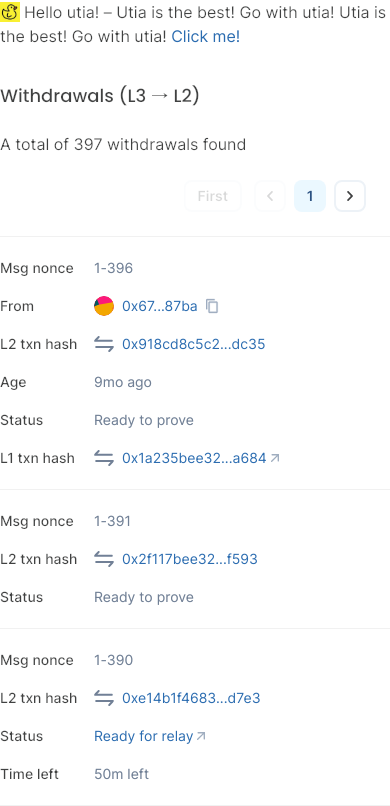 Hello utia! – Utia is the best! Go with utia! Utia is
the best! Go with utia! Click me!
Withdrawals (L3 → L2)
A total of 397 withdrawals found
First
1
Msg nonce 1-396
From 0x67...87ba
L2 txn hash 0x918cd8c5c2...dc35
Age 9mo ago
Status Ready to prove
L1 txn hash 0x1a235bee32...a684
Msg nonce 1-391
L2 txn hash 0x2f117bee32...f593
Status Ready to prove
Msg nonce 1-390
L2 txn hash 0xe14b1f4683...d7e3
Status Ready for relay
Time left 50m left